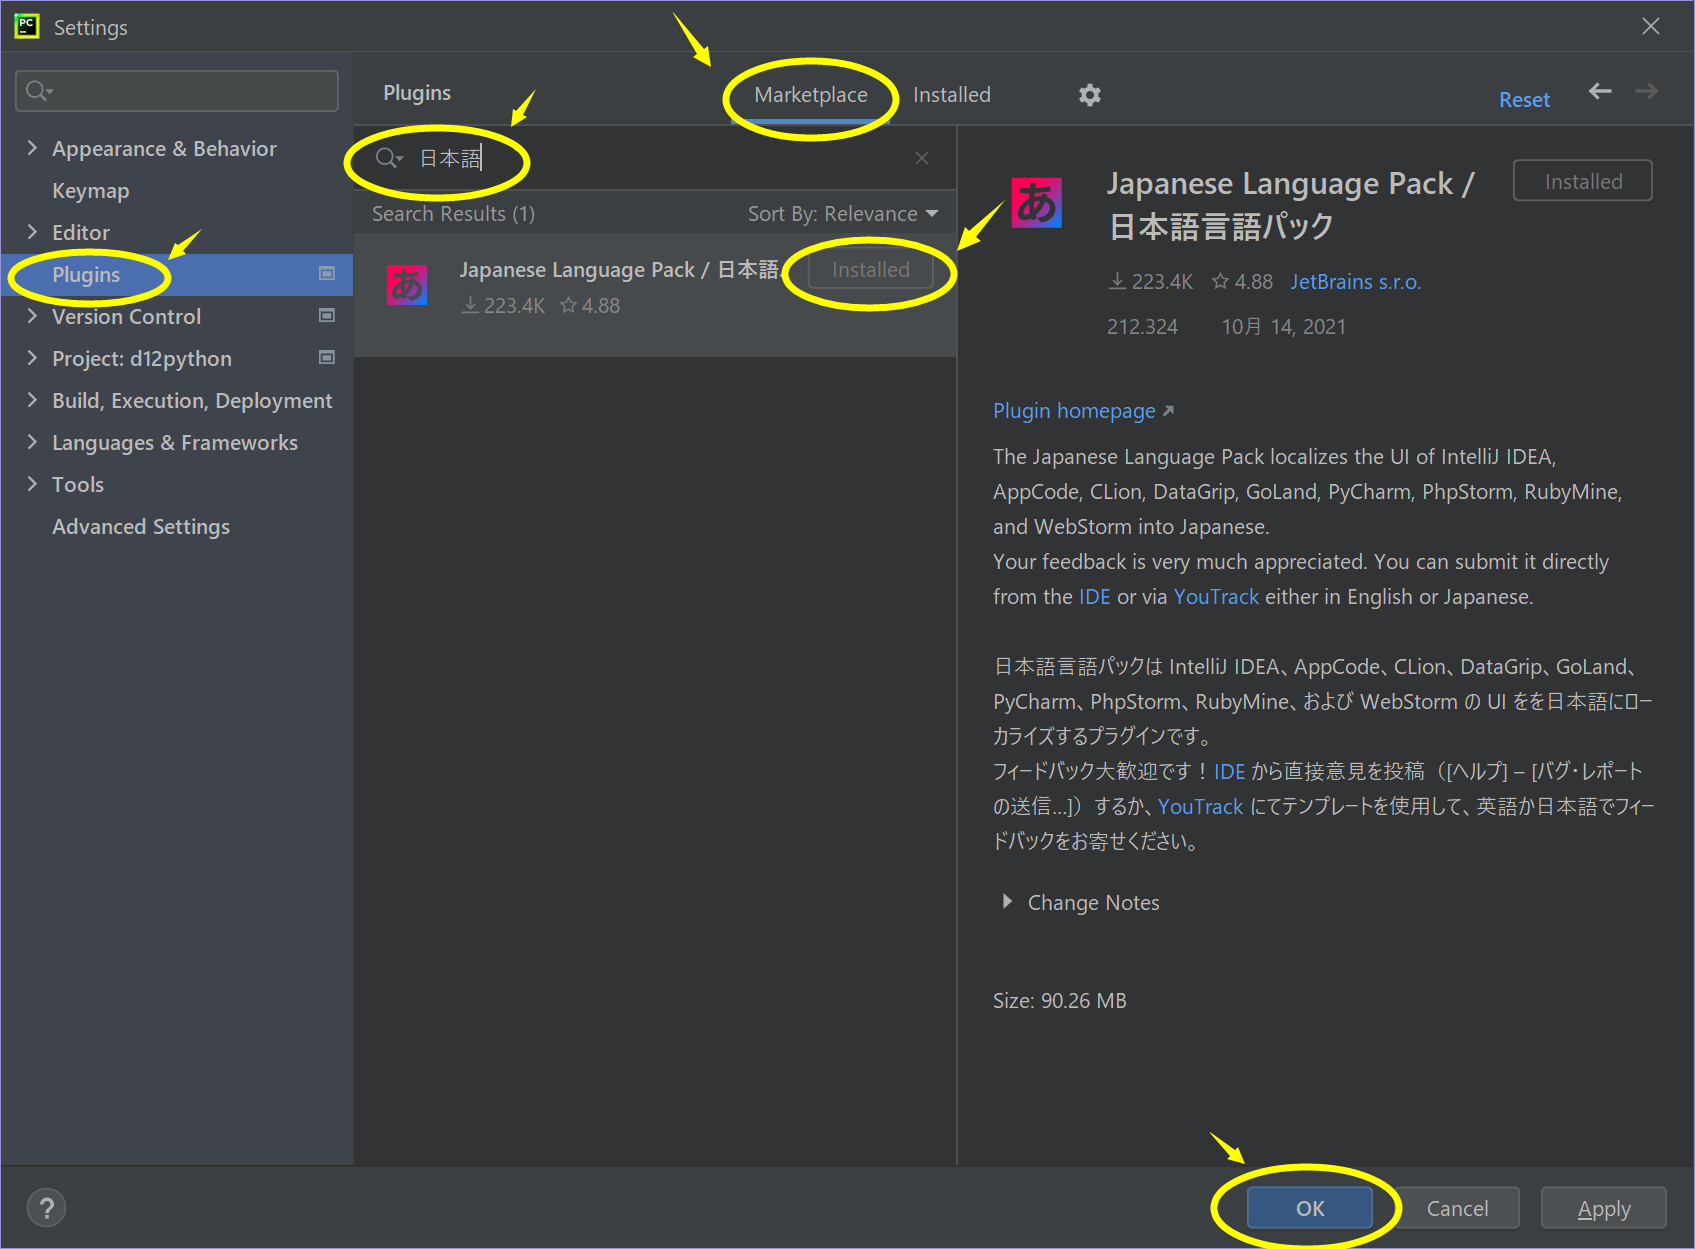 PC
Settings
Appearance & Behavior
Keymap
Editor
Plugins
Version Control
Project: d12python
Build, Execution, Deployment
Languages & Frameworks
Tools
Advanced Settings
Plugins
Marketplace
Installed
Reset
日本語
Search Results (1)
Sort By: Relevance
Japanese Language Pack / 日本語
Installed
あ
223.4K
4.88
あ
Japanese Language Pack /
日本語言語パック
Installed
223.4K
4.88
JetBrains s.r.o.
212.324
10月 14, 2021
Plugin homepage
The Japanese Language Pack localizes the UI of IntelliJ IDEA,
AppCode, CLion, DataGrip, GoLand, PyCharm, PhpStorm, RubyMine,
and WebStorm into Japanese.
Your feedback is very much appreciated. You can submit it directly
from the IDE or via YouTrack either in English or Japanese.
日本語言語パックは IntelliJ IDEA、AppCode、CLion、DataGrip、GoLand、
PyCharm、PhpStorm、RubyMine、および WebStorm の UI をを日本語にロー
カライズするプラグインです。
フィードバック大歓迎です！IDE から直接意見を投稿（[ヘルプ] – [バグ・レポート
の送信...]）するか、YouTrack にてテンプレートを使用して、英語か日本語でフィー
ドバックをお寄せください。
Change Notes
Size: 90.26 MB
?
OK
Cancel
Apply